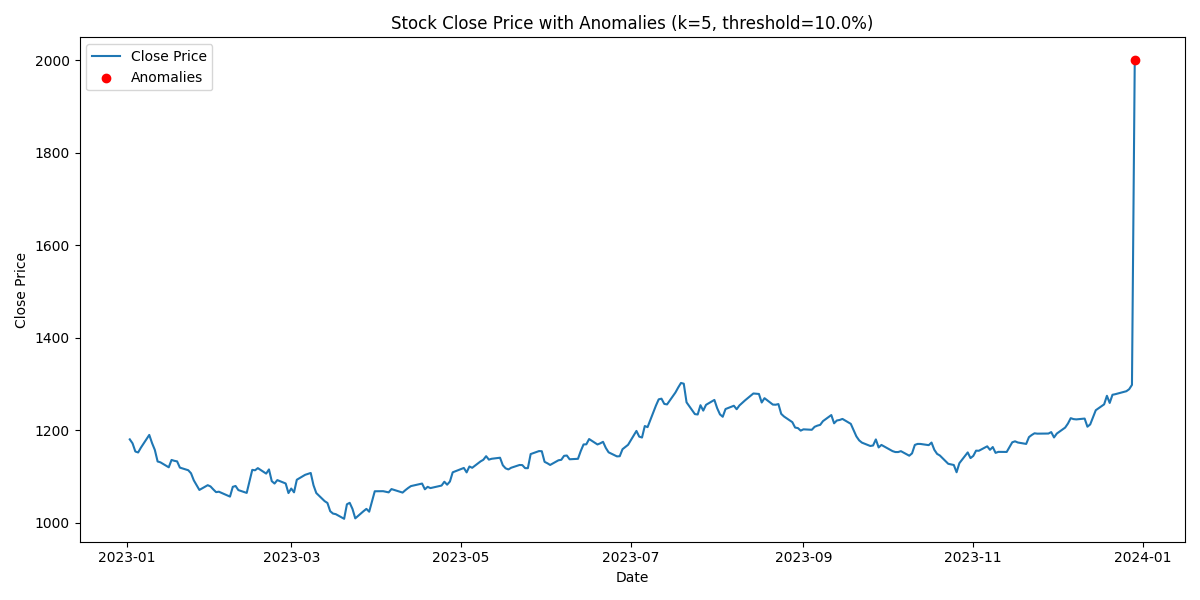 Stock Close Price with Anomalies (k=5, threshold=10.0%)
Close Price
Anomalies
2000
1800
1600
1400
1200
1000
Close Price
2023-01 2023-03 2023-05 2023-07 2023-09 2023-11 2024-01
Date